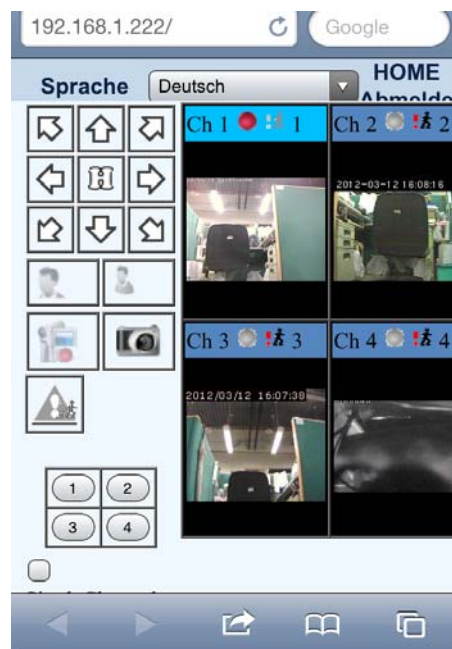 192.168.1.222/
Google
Sprache Deutsch HOME
Abmelde
Ch 1 1
Ch 2 2
H
2012-03-12 16:08:16
Ch 3 3
Ch 4 4
2012/03/12 16:07:38
1 2
3 4